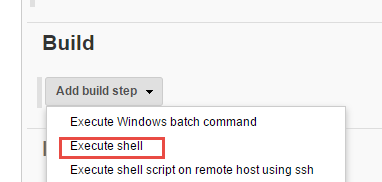 Build
Add build step
Execute Windows batch command
Execute shell
Execute shell script on remote host using ssh